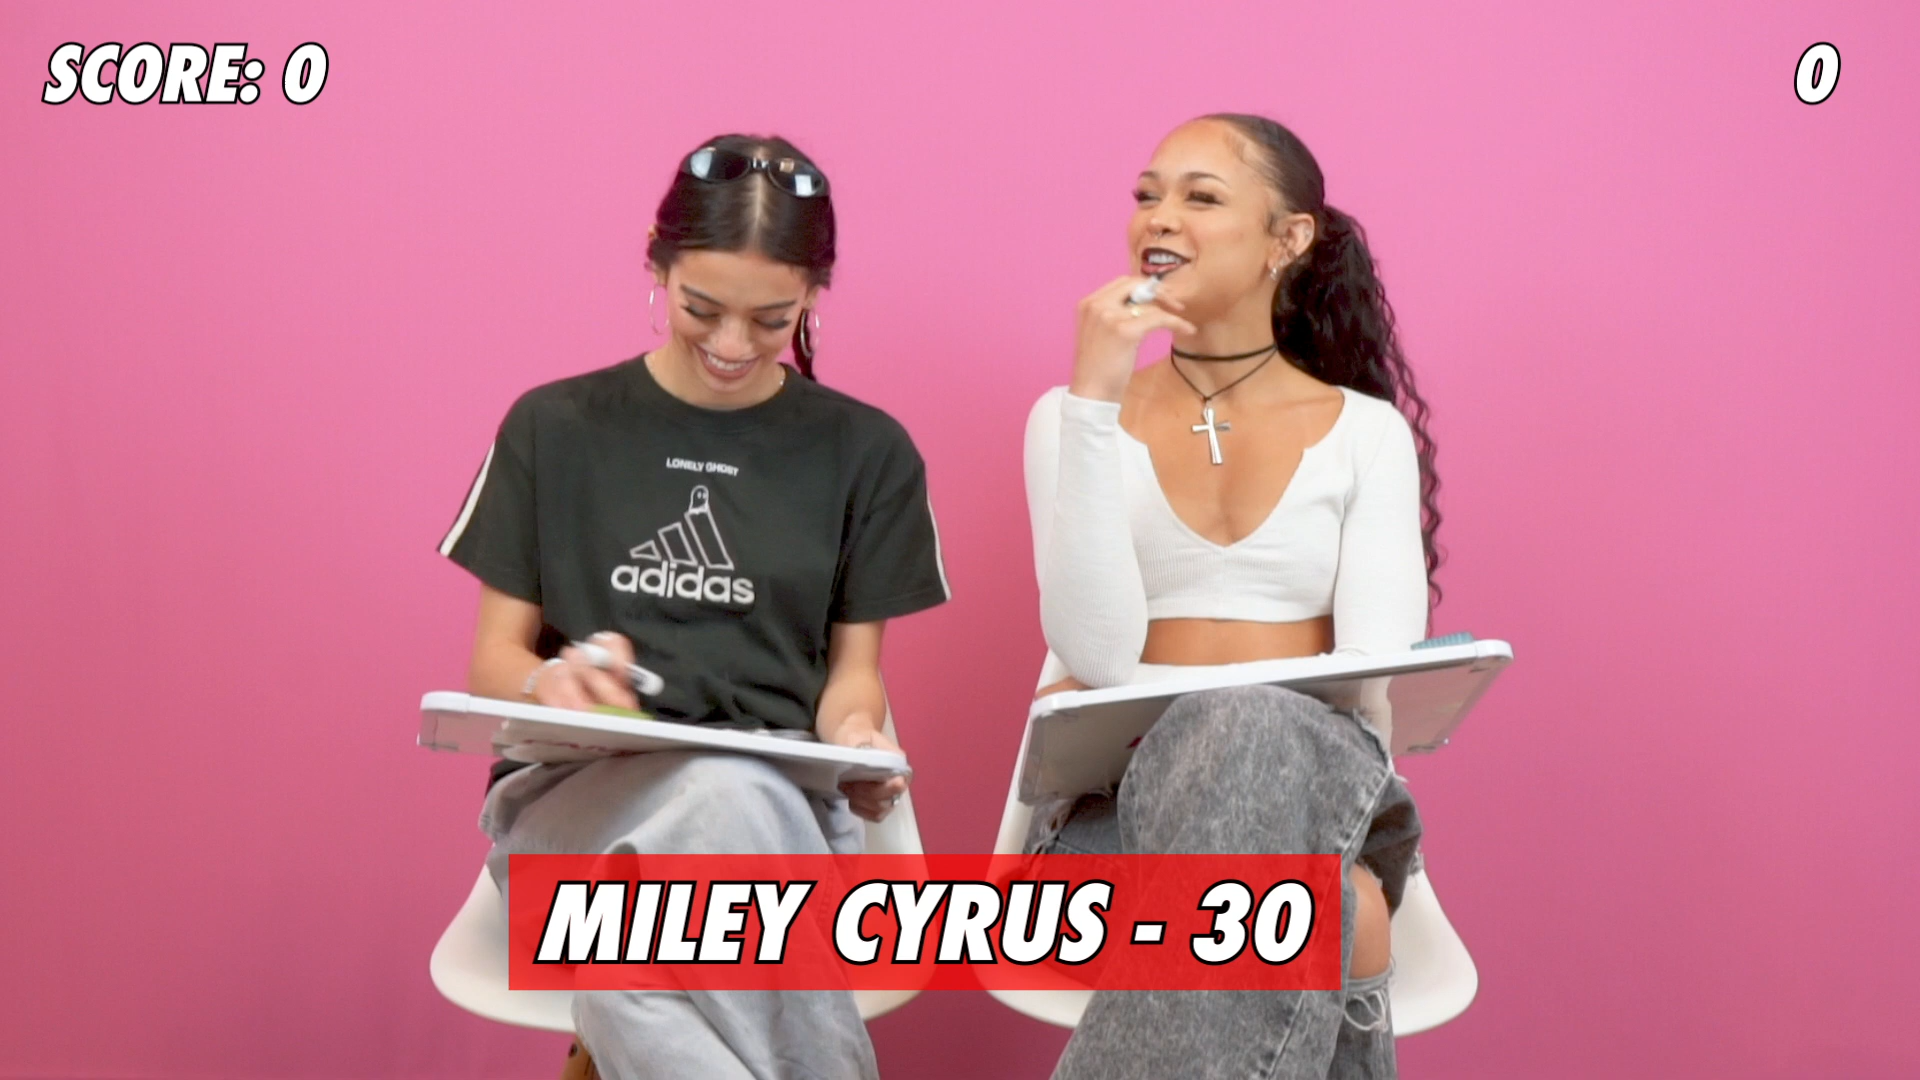 SCORE: 0
0
LONELY GHOST
adidas
MILEY CYRUS - 30